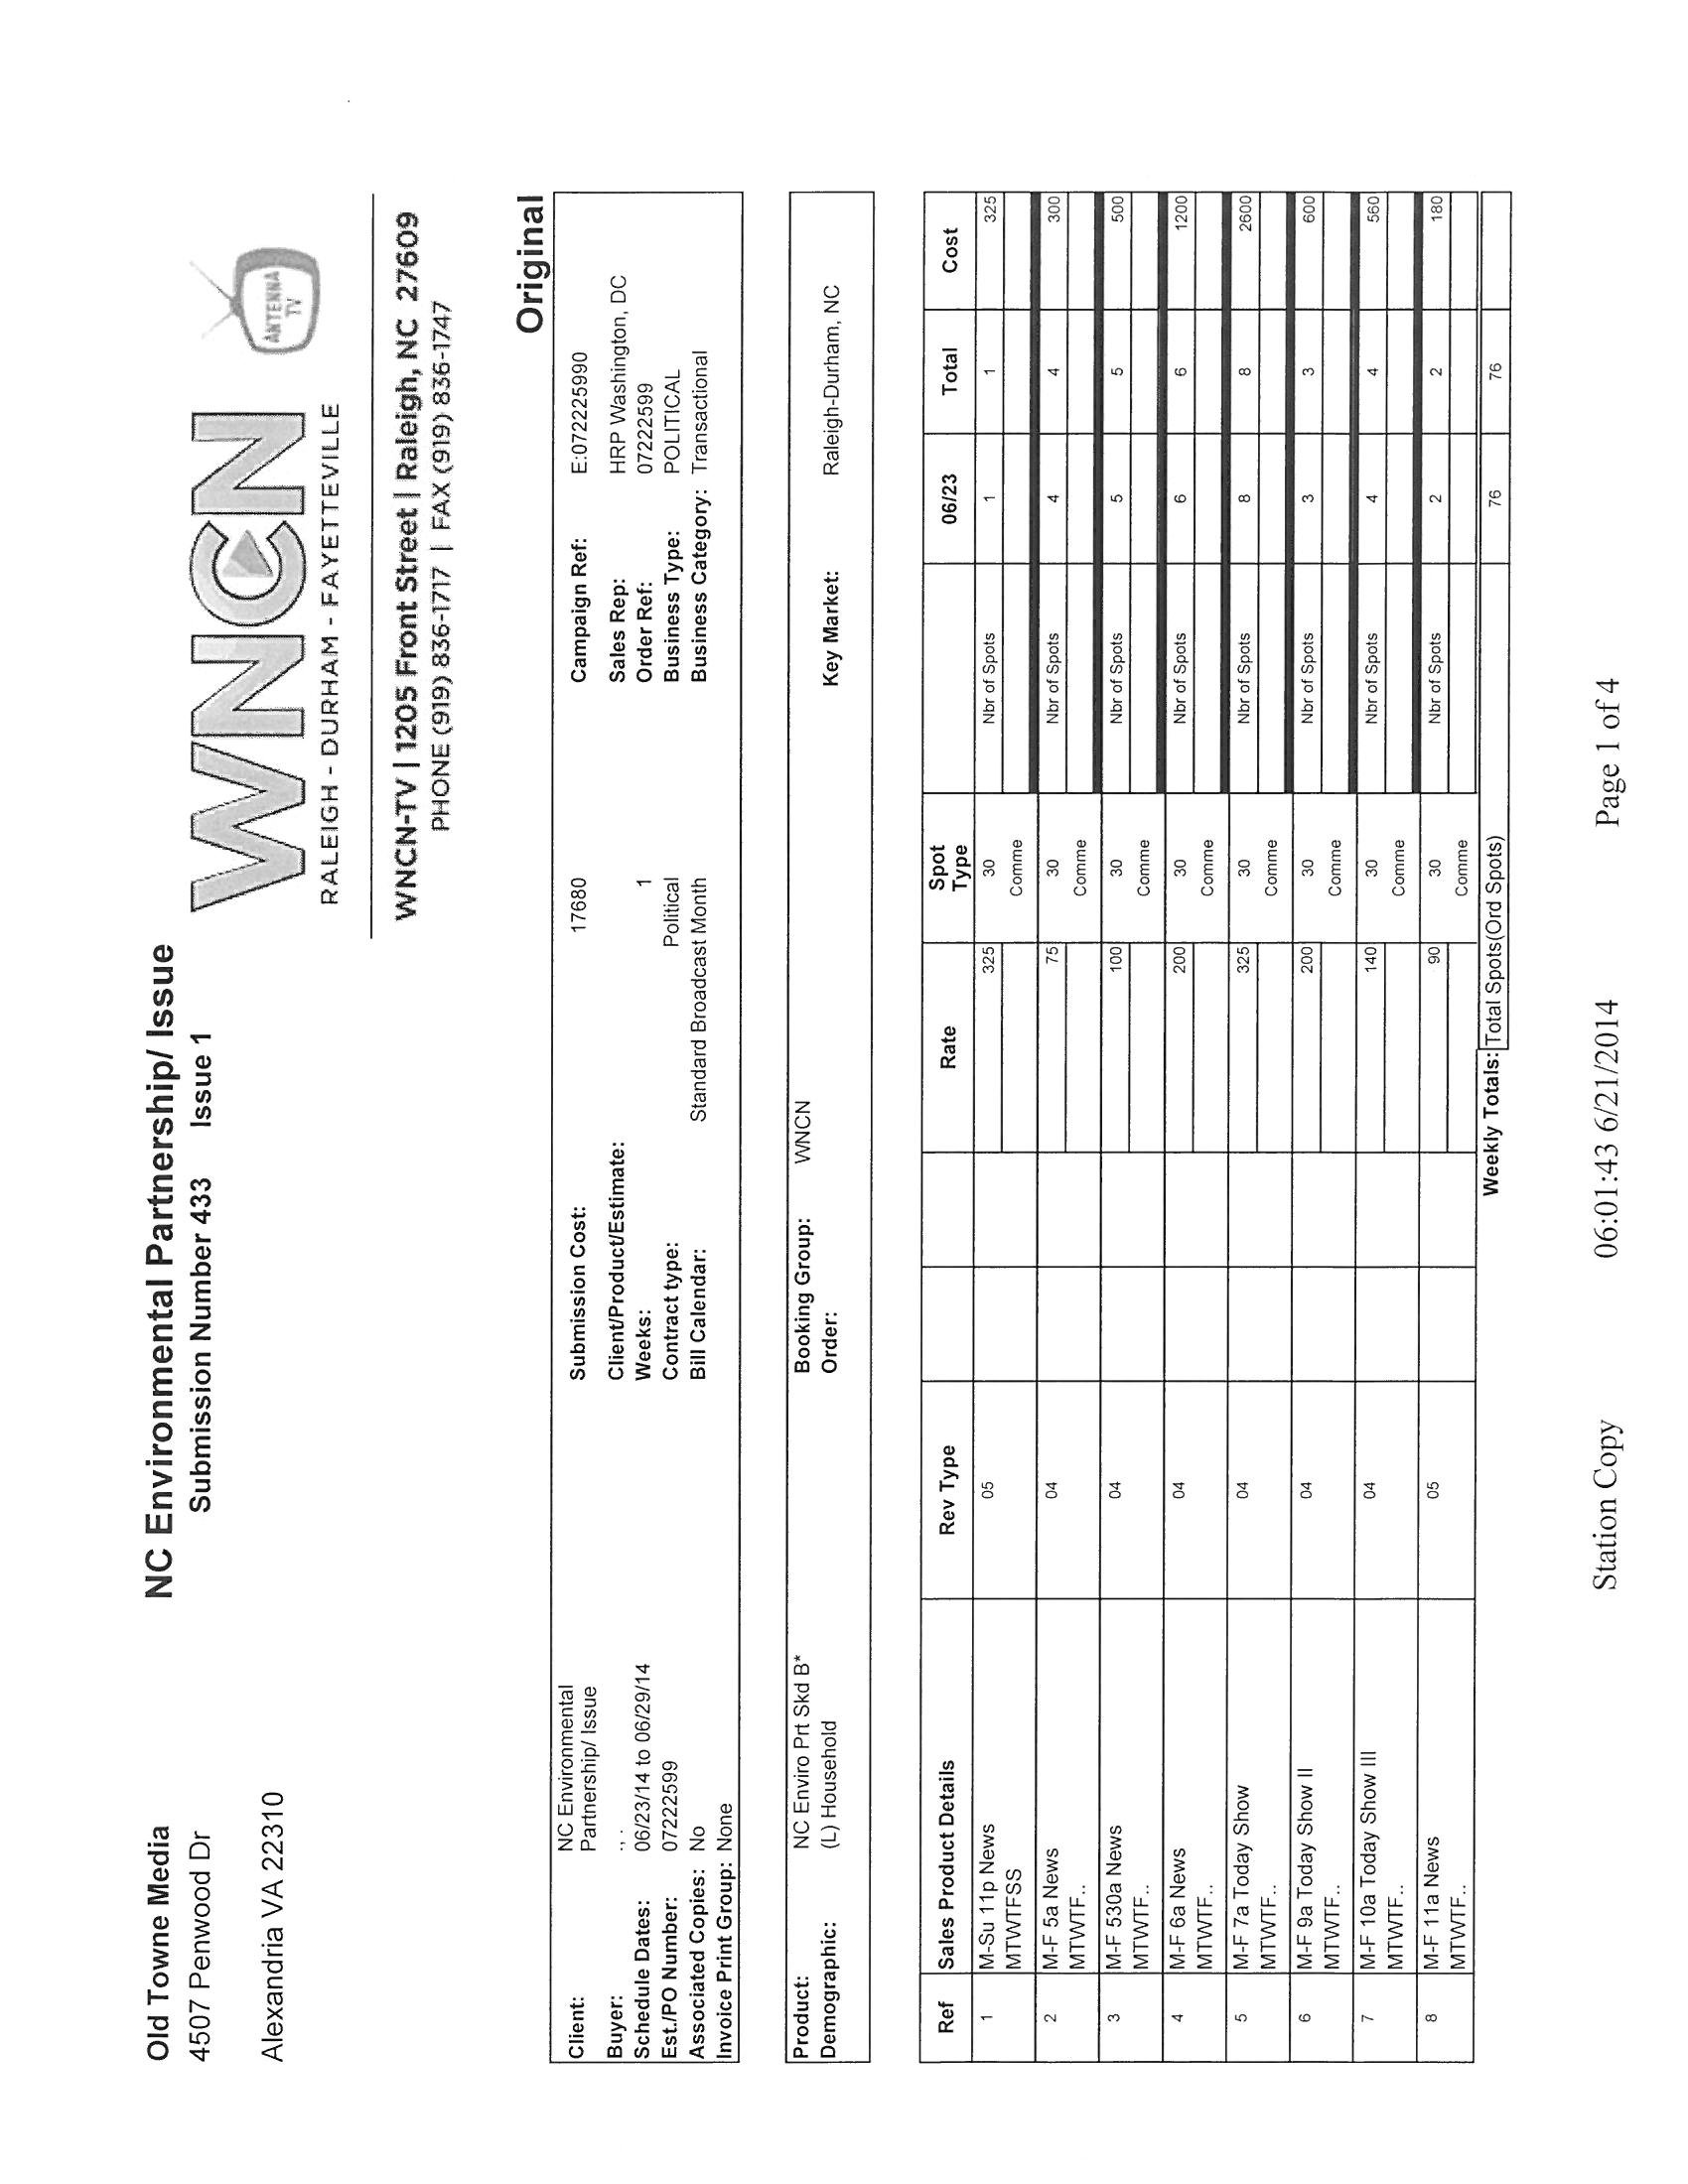 Old Towne Media
4507 Penwood Dr
Alexandria VA 22310
NC Environmental Partnership/ Issue
Submission Number 433 Issue 1
WNCN
RALEIGH - DURHAM - FAYETTEVILLE
ANTENNA
TV
WNCN-TV | 1205 Front Street | Raleigh, NC 27609
PHONE (919) 836-1717 | FAX (919) 836-1747
Original
Client: NC Environmental Partnership/ Issue Submission Cost: 17680 Campaign Ref: E:072225990
Buyer: ., . Client/Product/Estimate: Sales Rep: HRP Washington, DC
Schedule Dates: 06/23/14 to 06/29/14 Weeks: 1 Order Ref: 07222599
Est./PO Number: 07222599 Contract type: Political Business Type: POLITICAL
Associated Copies: No Bill Calendar: Standard Broadcast Month Business Category: Transactional
Invoice Print Group: None
Product: NC Enviro Prt Skd B* Booking Group: WNCN
Demographic: (L) Household Order: Key Market: Raleigh-Durham, NC
Ref Sales Product Details Rev Type Rate Spot Type 06/23 Total Cost
1 M-Su 11p News 05 325 30 Nbr of Spots 1 1 325
MTWTFSS Comme
2 M-F 5a News 04 75 30 Nbr of Spots 4 4 300
MTWTF.. Comme
3 M-F 530a News 04 100 30 Nbr of Spots 5 5 500
MTWTF.. Comme
4 M-F 6a News 04 200 30 Nbr of Spots 6 6 1200
MTWTF.. Comme
5 M-F 7a Today Show 04 325 30 Nbr of Spots 8 8 2600
MTWTF.. Comme
6 M-F 9a Today Show II 04 200 30 Nbr of Spots 3 3 600
MTWTF.. Comme
7 M-F 10a Today Show III 04 140 30 Nbr of Spots 4 4 560
MTWTF.. Comme
8 M-F 11a News 05 90 30 Nbr of Spots 2 2 180
MTWTF.. Comme
Weekly Totals: Total Spots(Ord Spots) 76 76
Station Copy 06:01:43 6/21/2014 Page 1 of 4